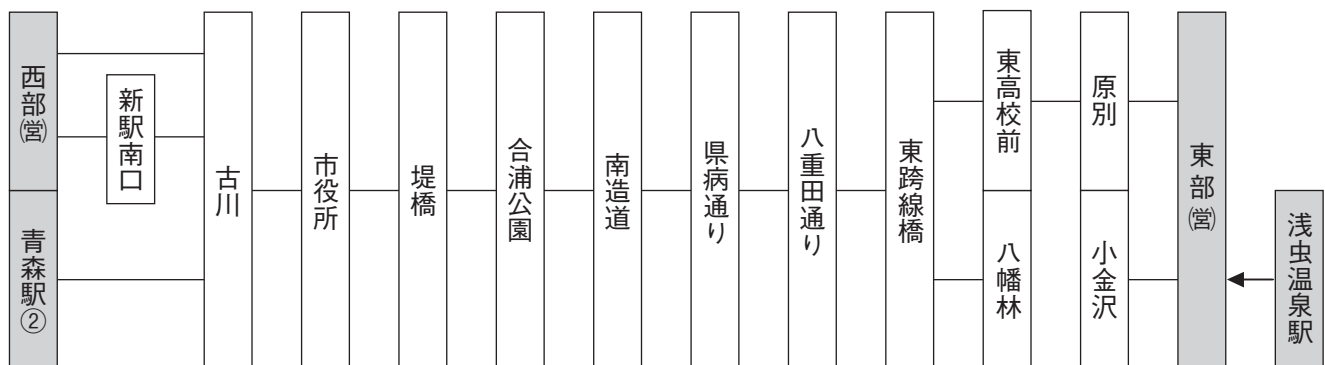 西部㈽
青森駅②
新駅南口
古川
市役所
堤橋
合浦公園
南造道
県病通り
八重田通り
東跨線橋
東高校前
八幡林
原別
小金沢
東部㈽
浅虫温泉駅